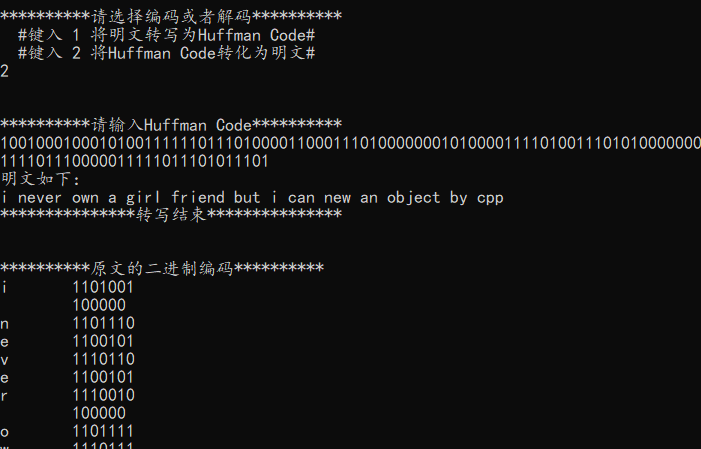 **********请选择编码或者解码**********
#键入 1 将明文转写为Huffman Code#
#键入 2 将Huffman Code转化为明文#
2
**********请输入Huffman Code**********
1001000100010100111111011101000011000111010000000101000011110100111010100000000
1111011100000111110111010111​01
明文如下：
i never own a girl friend but i can new an object by cpp
***************转写结束***************
**********原文的二进制编码**********
i 1101001
100000
n 1101110
e 1100101
v 1110110
e 1100101
r 1110010
100000
o 1101111
w 1110111